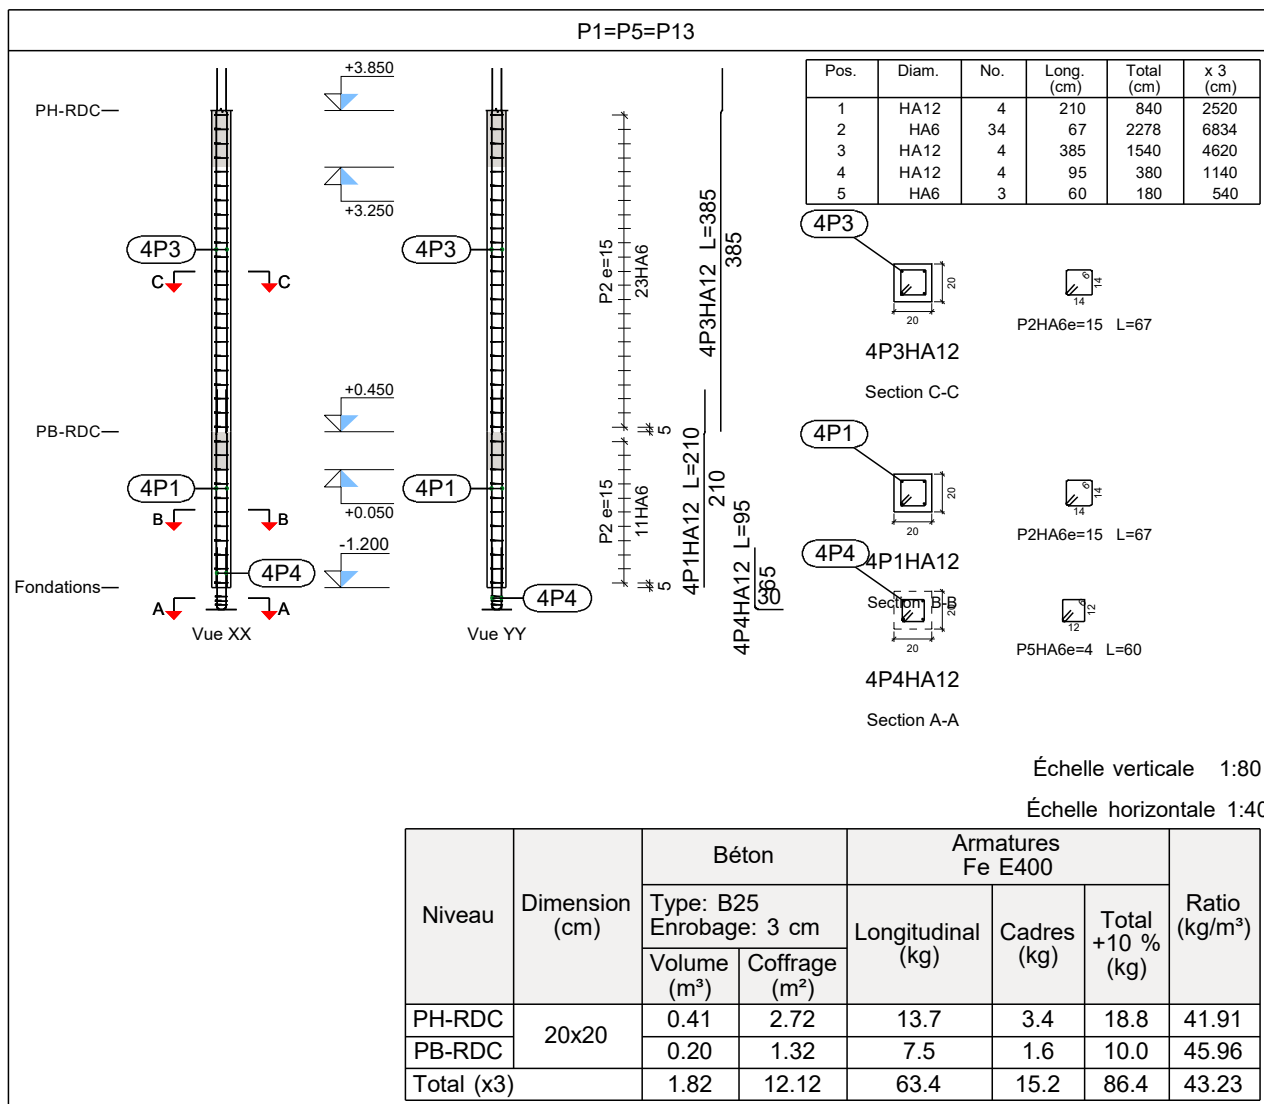 P1=P5=P13
Pos. Diam. No. Long. (cm) Total (cm) x 3 (cm)
1 HA12 4 210 840 2520
2 HA6 34 67 2278 6834
3 HA12 4 385 1540 4620
4 HA12 4 95 380 1140
5 HA6 3 60 180 540
PH-RDC
+3.850
+3.250
4P3
4P3
C C
+0.450
PB-RDC
4P1
4P1
+0.050
B B
-1.200
4P4
Fondations
4P4
A A
Vue XX
Vue YY
P2 e=15
23HA6
5
P2 e=15
11HA6
5
4P3HA12 L=385
385
4P1HA12 L=210
210
4P4HA12 L=95
65
30
4P3
20
20
4P3HA12
Section C-C
6
14
14
P2HA6e=15 L=67
4P1
20
20
4P1HA12
Section B-B
6
14
14
P2HA6e=15 L=67
4P4
20
20
4P4HA12
Section A-A
6
12
12
P5HA6e=4 L=60
Échelle verticale 1:80
Échelle horizontale 1:40
Niveau
Dimension
(cm)
Béton
Type: B25
Enrobage: 3 cm
Volume
(m³)
Coffrage
(m²)
Armatures
Fe E400
Longitudinal
(kg)
Cadres
(kg)
Total
+10 %
(kg)
Ratio
(kg/m³)
PH-RDC 20x20 0.41 2.72 13.7 3.4 18.8 41.91
PB-RDC 0.20 1.32 7.5 1.6 10.0 45.96
Total (x3) 1.82 12.12 63.4 15.2 86.4 43.23